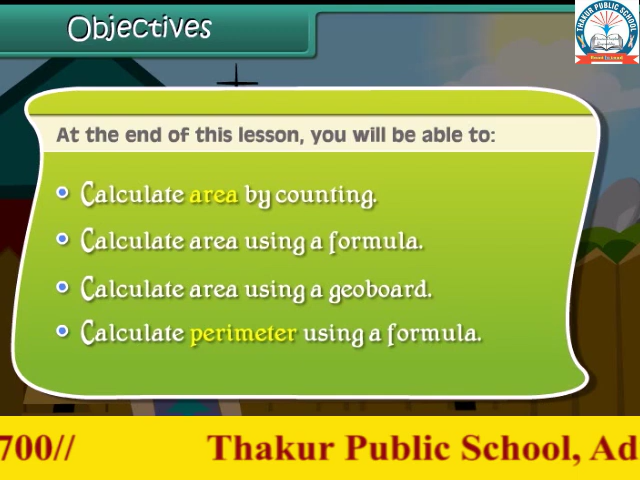 Objectives
THAKUR PUBLIC SCHOOL
At the end of this lesson, you will be able to:
Calculate area by counting.
Calculate area using a formula.
Calculate area using a geoboard.
Calculate perimeter using a formula.
700// Thakur Public School, Ad